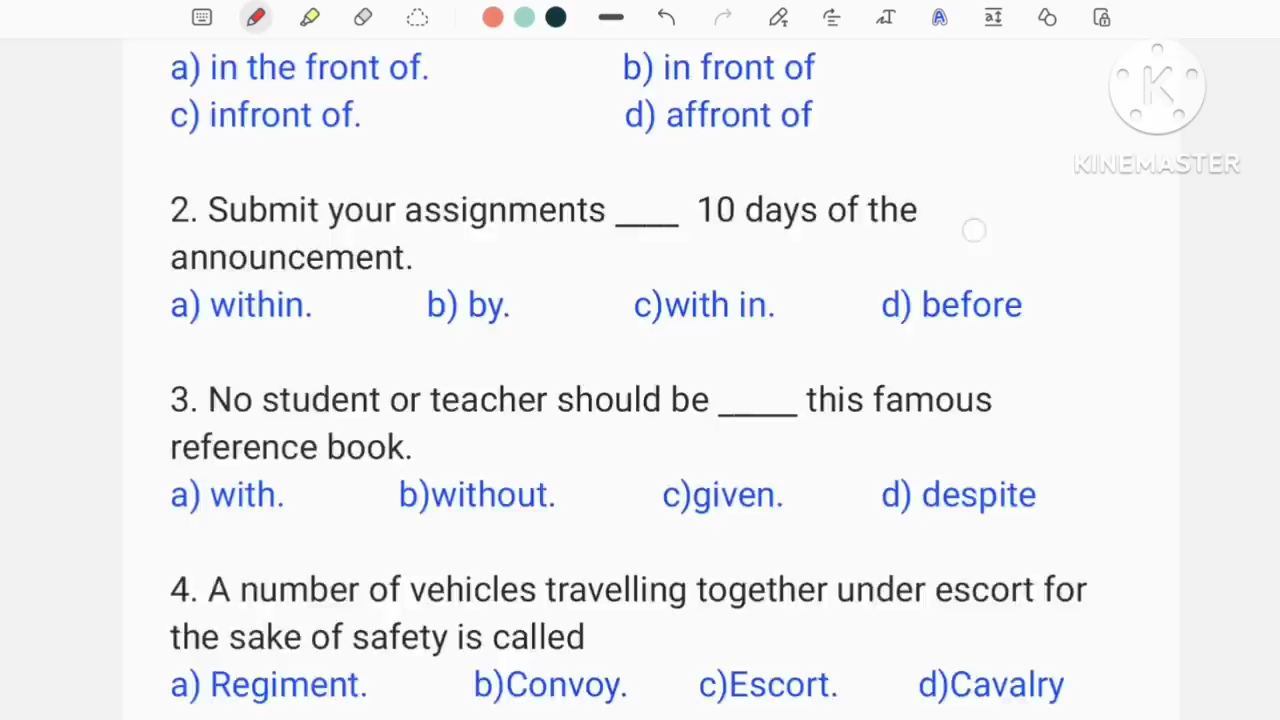 a) in the front of. b) in front of
c) infront of. d) affront of
K
KINEMASTER
2. Submit your assignments ____ 10 days of the
announcement.
a) within. b) by. c)with in. d) before
3. No student or teacher should be _____ this famous
reference book.
a) with. b)without. c)given. d) despite
4. A number of vehicles travelling together under escort for
the sake of safety is called
a) Regiment. b)Convoy. c)Escort. d)Cavalry